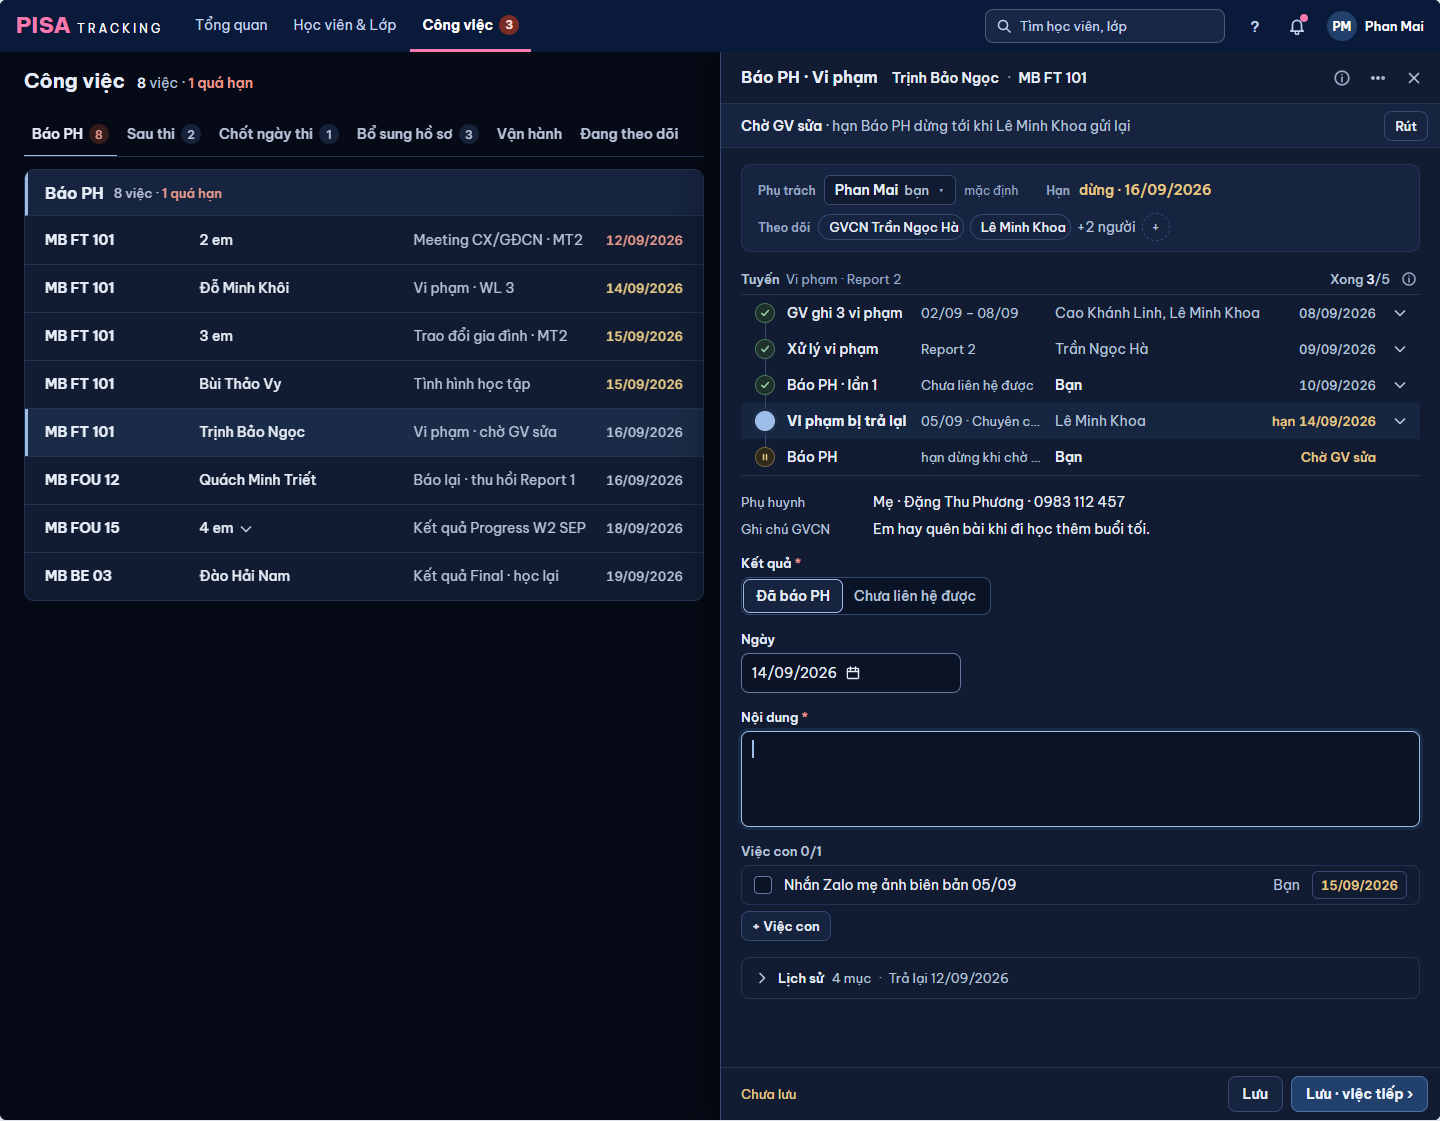 PISA TRACKING Tổng quan Học viên & Lớp Công việc 3 Tìm học viên, lớp ? PM Phan Mai
Công việc 8 việc · 1 quá hạn
Báo PH 8 Sau thi 2 Chốt ngày thi 1 Bổ sung hồ sơ 3 Vận hành Đang theo dõi
Báo PH 8 việc · 1 quá hạn
MB FT 101 2 em Meeting CX/GĐCN · MT2 12/09/2026
MB FT 101 Đỗ Minh Khôi Vi phạm · WL 3 14/09/2026
MB FT 101 3 em Trao đổi gia đình · MT2 15/09/2026
MB FT 101 Bùi Thảo Vy Tình hình học tập 15/09/2026
MB FT 101 Trịnh Bảo Ngọc Vi phạm · chờ GV sửa 16/09/2026
MB FOU 12 Quách Minh Triết Báo lại · thu hồi Report 1 16/09/2026
MB FOU 15 4 em Kết quả Progress W2 SEP 18/09/2026
MB BE 03 Đào Hải Nam Kết quả Final · học lại 19/09/2026
Báo PH · Vi phạm Trịnh Bảo Ngọc · MB FT 101
Chờ GV sửa · hạn Báo PH dừng tới khi Lê Minh Khoa gửi lại Rút
Phụ trách Phan Mai bạn mặc định Hạn dừng · 16/09/2026
Theo dõi GVCN Trần Ngọc Hà Lê Minh Khoa +2 người +
Tuyến Vi phạm · Report 2 Xong 3/5
GV ghi 3 vi phạm 02/09 – 08/09 Cao Khánh Linh, Lê Minh Khoa 08/09/2026
Xử lý vi phạm Report 2 Trần Ngọc Hà 09/09/2026
Báo PH · lần 1 Chưa liên hệ được Bạn 10/09/2026
Vi phạm bị trả lại 05/09 · Chuyên c... Lê Minh Khoa hạn 14/09/2026
Báo PH hạn dừng khi chờ ... Bạn Chờ GV sửa
Phụ huynh Mẹ · Đặng Thu Phương · 0983 112 457
Ghi chú GVCN Em hay quên bài khi đi học thêm buổi tối.
Kết quả *
Đã báo PH Chưa liên hệ được
Ngày
14/09/2026
Nội dung *
Việc con 0/1
Nhắn Zalo mẹ ảnh biên bản 05/09 Bạn 15/09/2026
+ Việc con
Lịch sử 4 mục · Trả lại 12/09/2026
Chưa lưu Lưu Lưu · việc tiếp ›